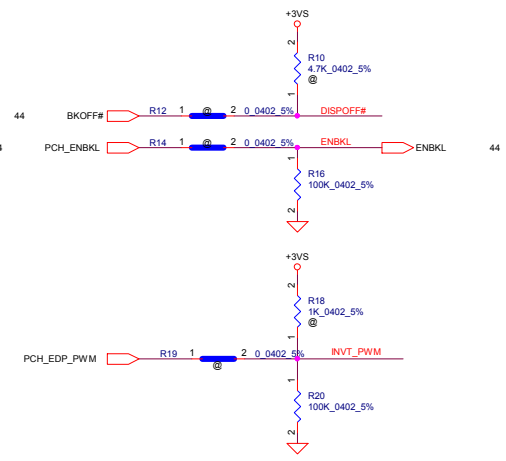 +3VS
2
R10
4.7K_0402_5%
@
1
44 BKOFF# R12 1 @ 2 0_0402_5% DISPOFF#
4 PCH_ENBKL R14 1 @ 2 0_0402_5% ENBKL ENBKL 44
1
R16
100K_0402_5%
2
+3VS
2
R18
1K_0402_5%
@
1
PCH_EDP_PWM R19 1 @ 2 0_0402_5% INVT_PWM
1
R20
100K_0402_5%
2